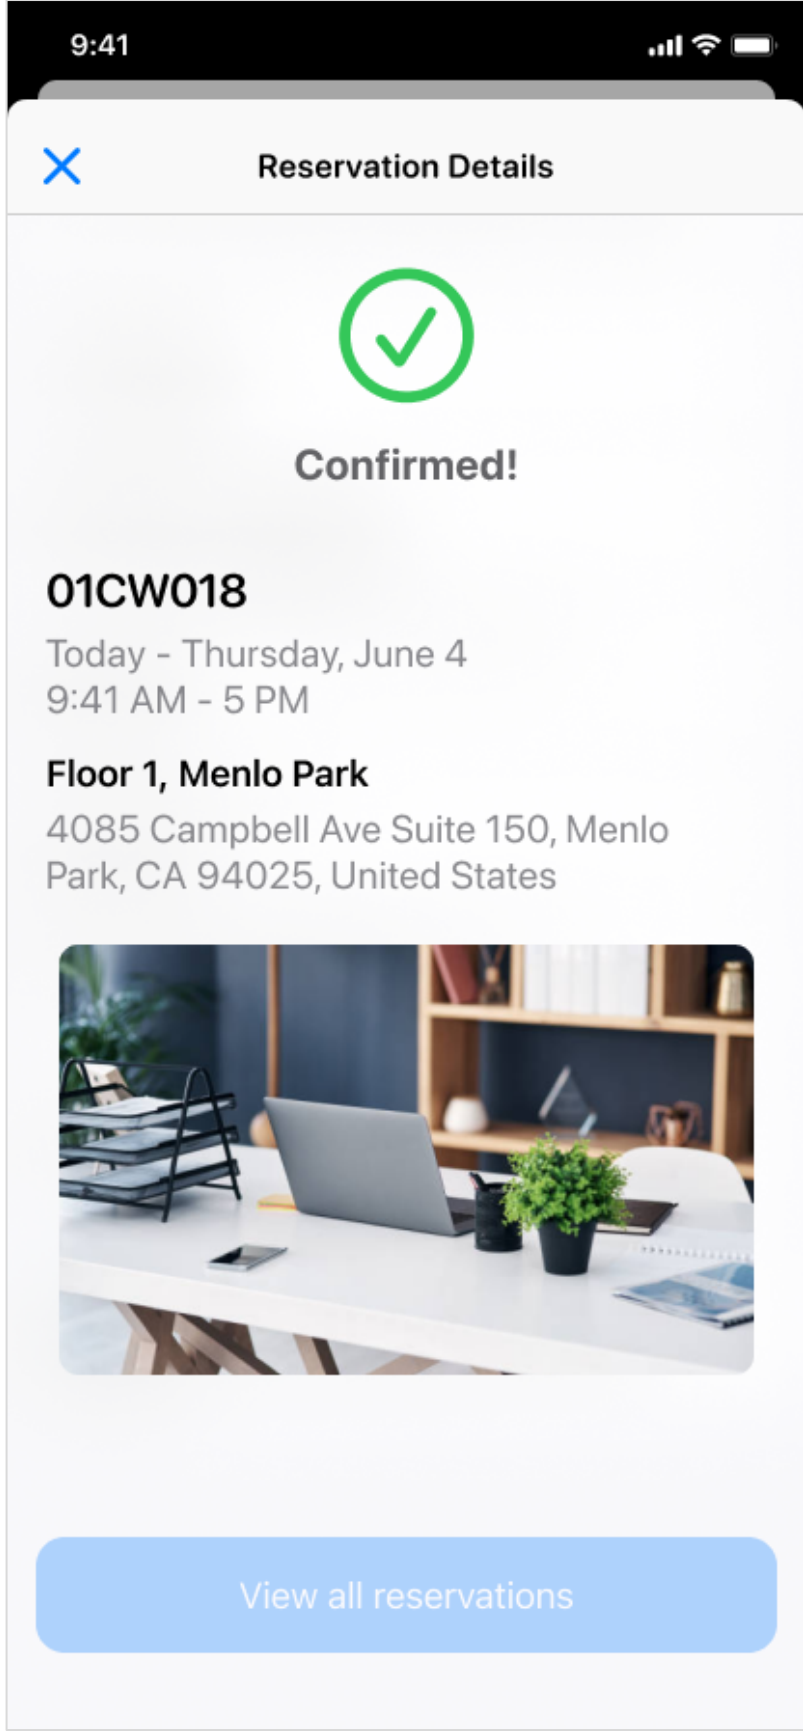 9:41
Reservation Details
Confirmed!
01CW018
Today - Thursday, June 4
9:41 AM - 5 PM
Floor 1, Menlo Park
4085 Campbell Ave Suite 150, Menlo
Park, CA 94025, United States
View all reservations